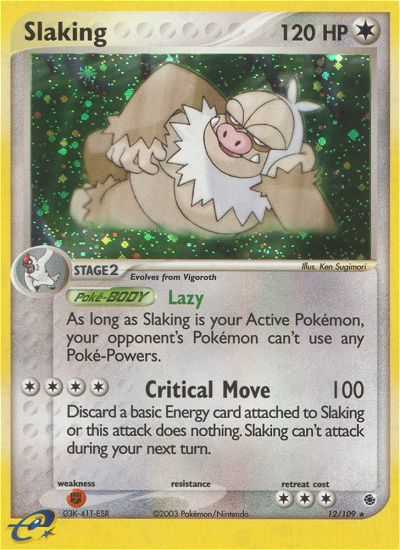 Slaking 120 HP
Illus. Ken Sugimori
STAGE 2 Evolves from Vigoroth
Poké-BODY Lazy
As long as Slaking is your Active Pokémon,
your opponent's Pokémon can't use any
Poké-Powers.
Critical Move 100
Discard a basic Energy card attached to Slaking
or this attack does nothing. Slaking can't attack
during your next turn.
weakness resistance retreat cost
03K-41T-ESR ©2003 Pokémon/Nintendo 12/109 ★
e